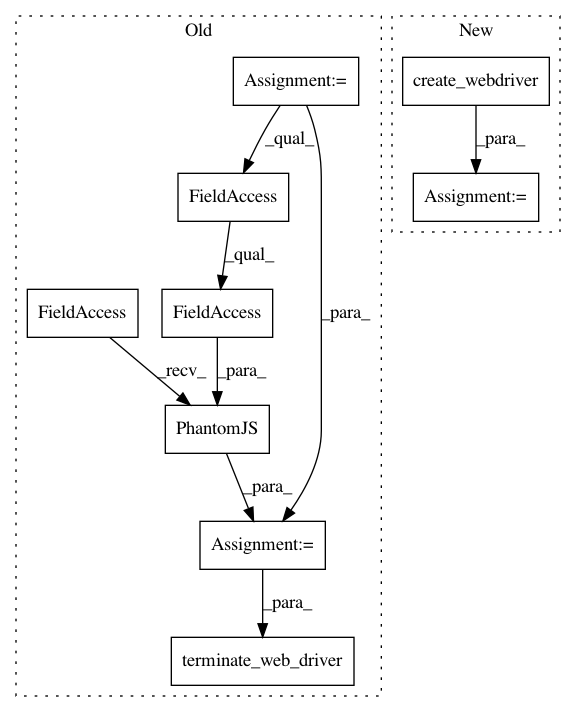 Old
New
Assignment:=
create_webdriver
_qual_
_para_
FieldAccess
Assignment:=
_qual_
FieldAccess
FieldAccess
_para_
_recv_
_para_
PhantomJS
_para_
Assignment:=
_para_
terminate_web_driver